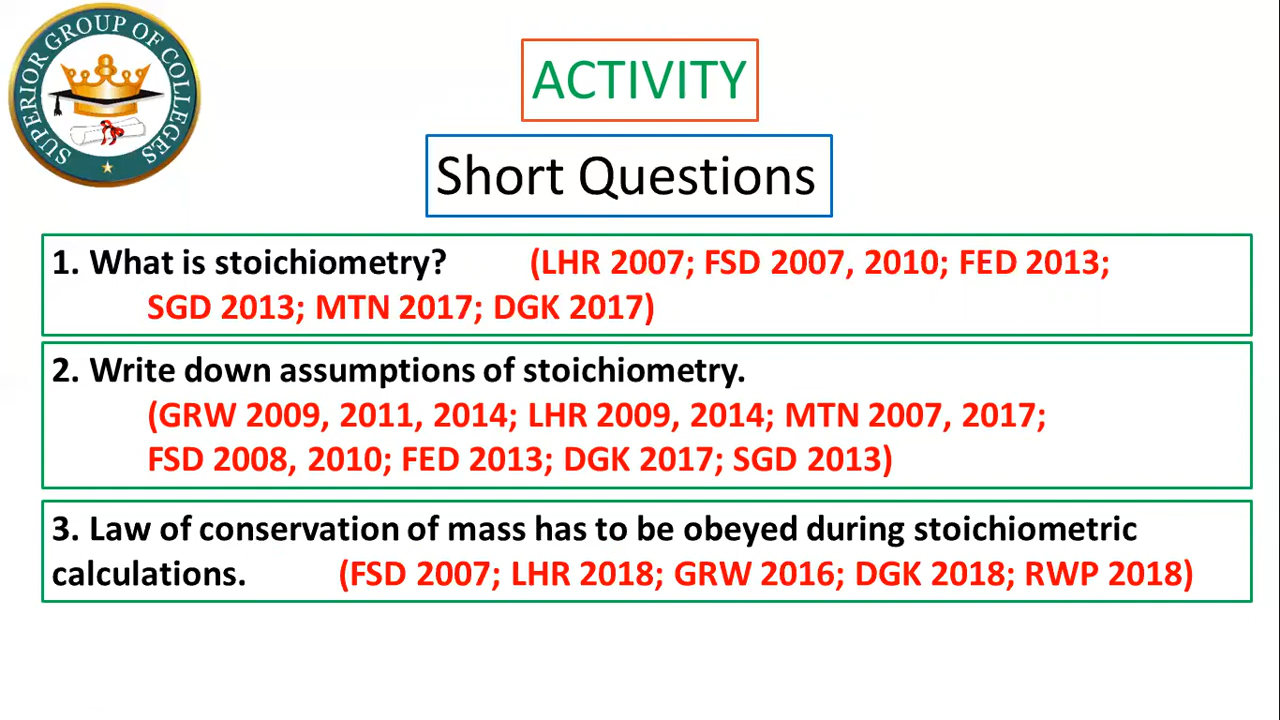 SUPERIOR GROUP OF COLLEGES
ACTIVITY
Short Questions
1. What is stoichiometry? (LHR 2007; FSD 2007, 2010; FED 2013;
SGD 2013; MTN 2017; DGK 2017)
2. Write down assumptions of stoichiometry.
(GRW 2009, 2011, 2014; LHR 2009, 2014; MTN 2007, 2017;
FSD 2008, 2010; FED 2013; DGK 2017; SGD 2013)
3. Law of conservation of mass has to be obeyed during stoichiometric
calculations. (FSD 2007; LHR 2018; GRW 2016; DGK 2018; RWP 2018)